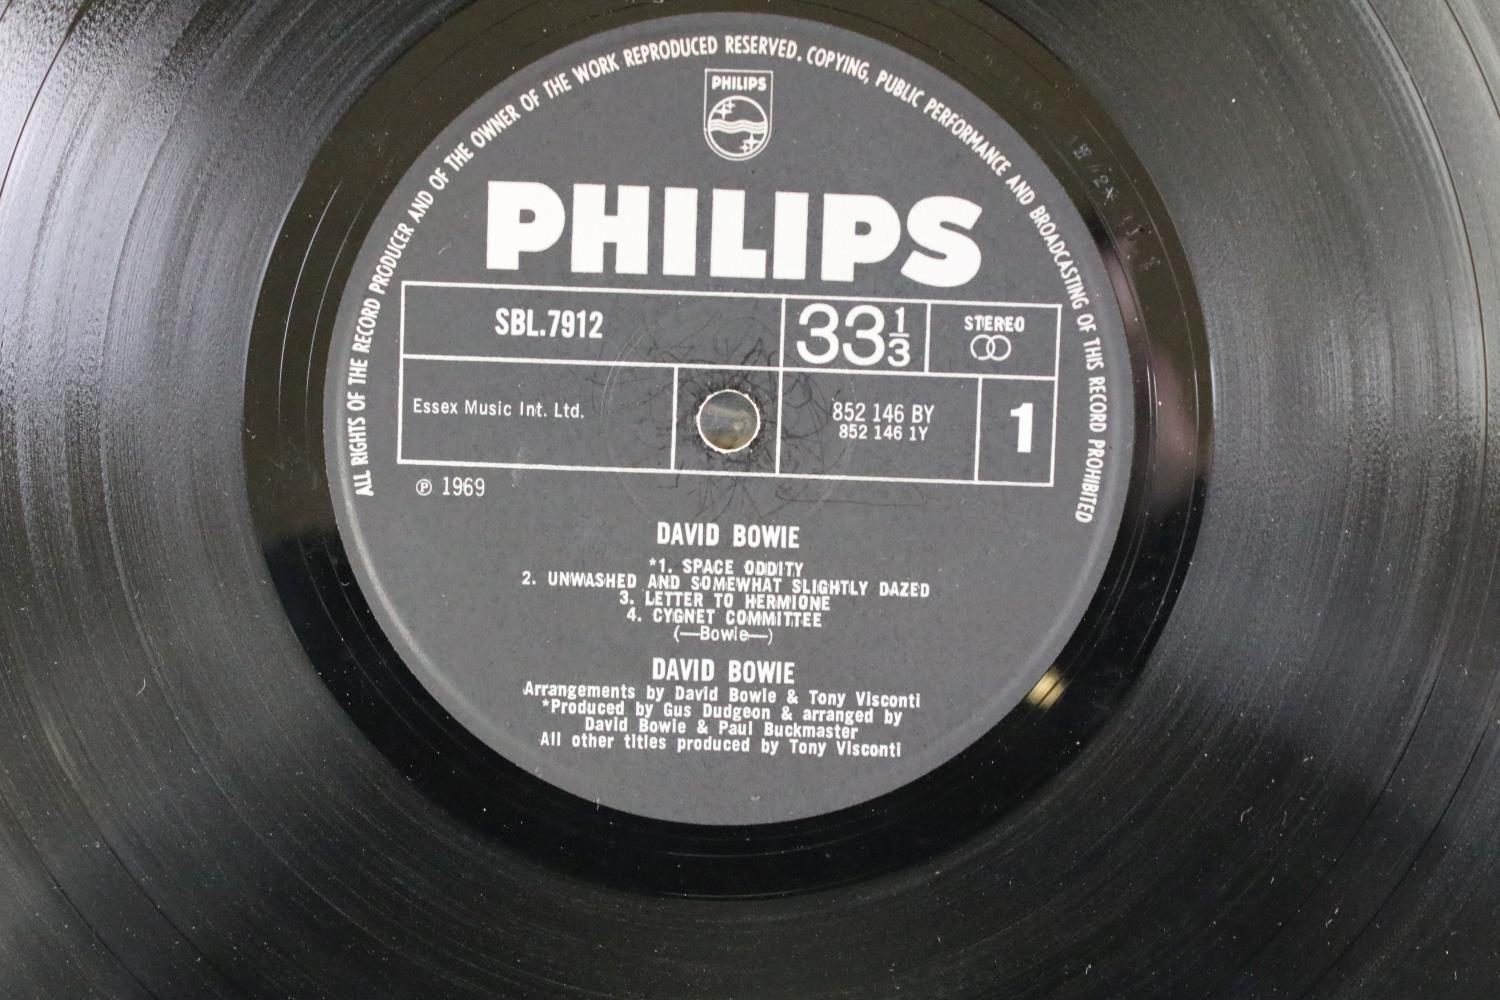 ALL RIGHTS OF THE RECORD PRODUCER AND OF THE OWNER OF THE WORK REPRODUCED RESERVED. COPYING, PUBLIC PERFORMANCE AND BROADCASTING OF THIS RECORD PROHIBITED
PHILIPS
PHILIPS
SBL.7912
33 1/3
STEREO
Essex Music Int. Ltd.
852 146 BY
852 146 1Y
1
℗ 1969
DAVID BOWIE
*1. SPACE ODDITY
2. UNWASHED AND SOMEWHAT SLIGHTLY DAZED
3. LETTER TO HERMIONE
4. CYGNET COMMITTEE
(—Bowie—)
DAVID BOWIE
Arrangements by David Bowie & Tony Visconti
*Produced by Gus Dudgeon & arranged by
David Bowie & Paul Buckmaster
All other titles produced by Tony Visconti